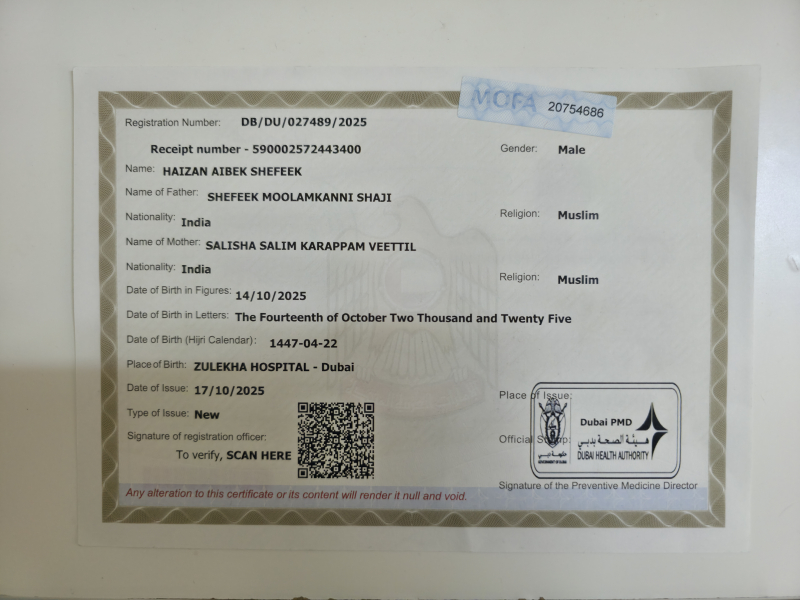 MOFA 20754686
Registration Number: DB/DU/027489/2025
Receipt number - 590002572443400
Gender: Male
Name: HAIZAN AIBEK SHEFEEK
Name of Father: SHEFEEK MOOLAMKANNI SHAJI
Nationality: India
Religion: Muslim
Name of Mother: SALISHA SALIM KARAPPAM VEETTIL
Nationality: India
Religion: Muslim
Date of Birth in Figures: 14/10/2025
Date of Birth in Letters: The Fourteenth of October Two Thousand and Twenty Five
Date of Birth (Hijri Calendar): 1447-04-22
Place of Birth: ZULEKHA HOSPITAL - Dubai
Date of Issue: 17/10/2025
Place of Issue:
Type of Issue: New
Dubai PMD
Signature of registration officer:
Official Stamp:
هيئة الصحة بدبي
DUBAI HEALTH AUTHORITY
حكومة دبي
GOVERNMENT OF DUBAI
To verify, SCAN HERE
Signature of the Preventive Medicine Director
Any alteration to this certificate or its content will render it null and void.